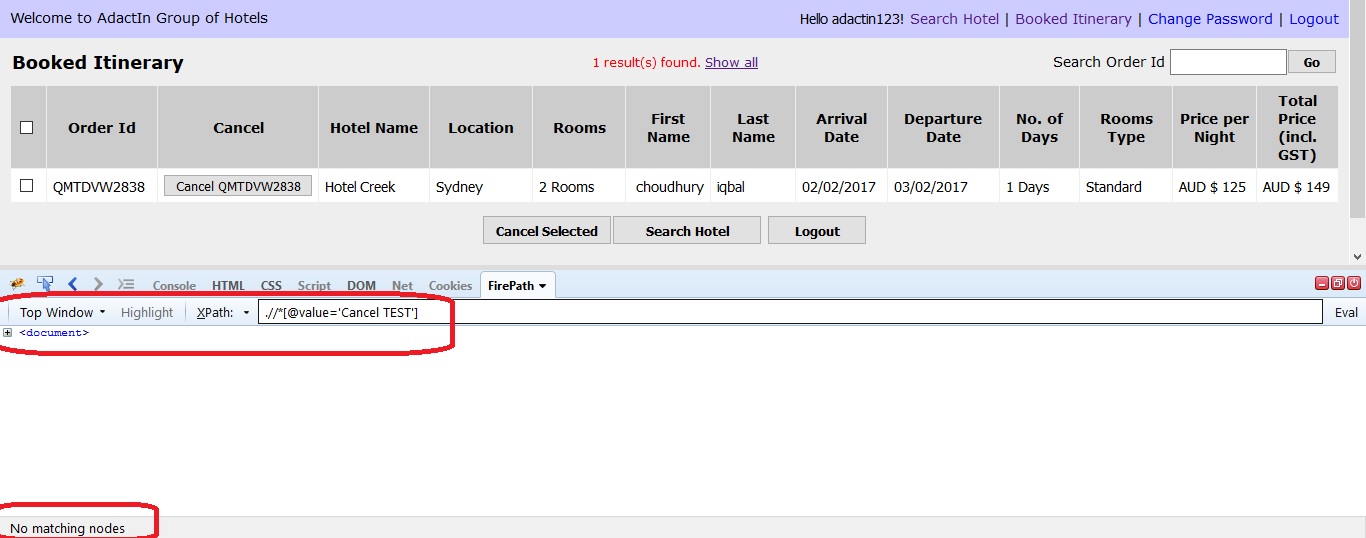 Welcome to AdactIn Group of Hotels
Hello adactin123! Search Hotel | Booked Itinerary | Change Password | Logout
Booked Itinerary
1 result(s) found. Show all
Search Order Id
Go
Order Id
Cancel
Hotel Name
Location
Rooms
First
Name
Last
Name
Arrival
Date
Departure
Date
No. of
Days
Rooms
Type
Price per
Night
Total
Price
(incl.
GST)
QMTDVW2838
Cancel QMTDVW2838
Hotel Creek
Sydney
2 Rooms
choudhury
iqbal
02/02/2017
03/02/2017
1 Days
Standard
AUD $ 125
AUD $ 149
Cancel Selected
Search Hotel
Logout
Console HTML CSS Script DOM Net Cookies FirePath
Top Window Highlight XPath: .//*[@value='Cancel TEST'] Eval
<document>
No matching nodes